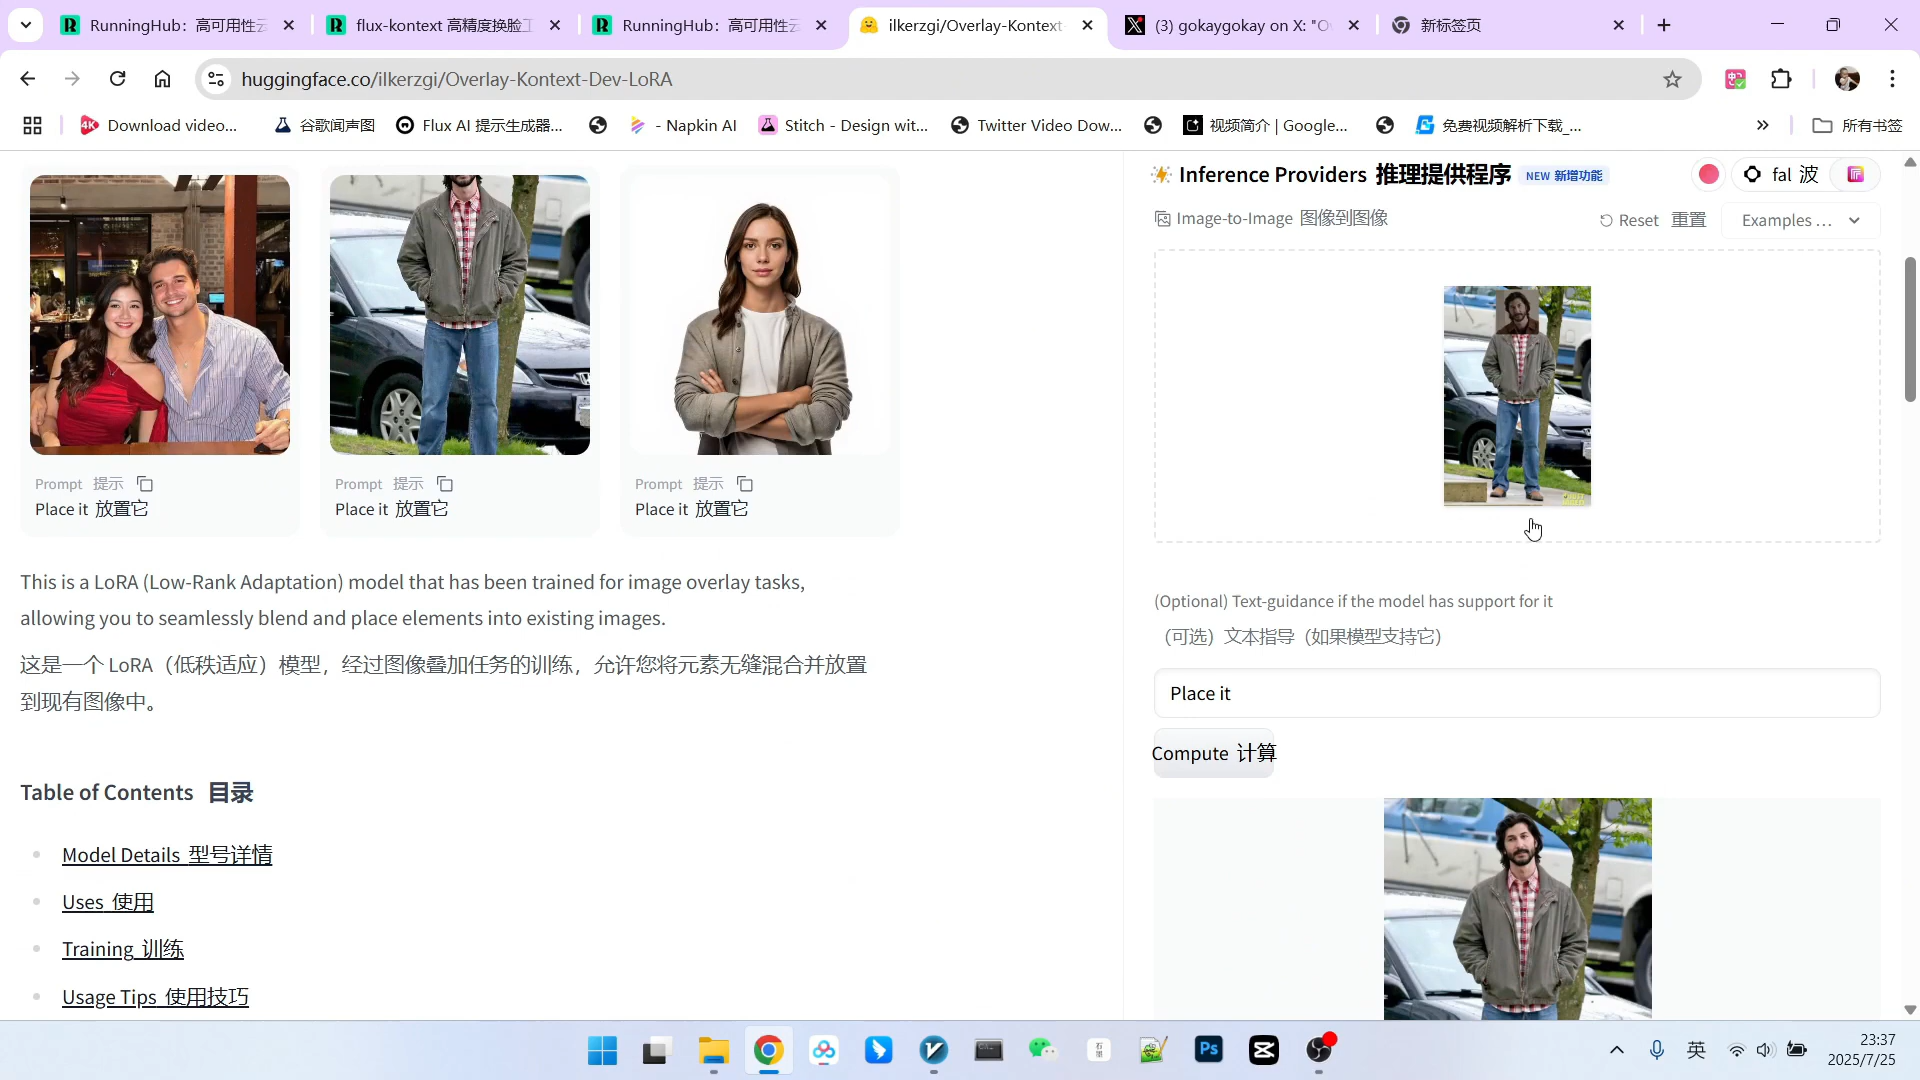 RunningHub：高可用性云
flux-kontext 高精度换脸工
RunningHub：高可用性云
ilkerzgi/Overlay-Kontext-
(3) gokaygokay on X: "O
新标签页
huggingface.co/ilkerzgi/Overlay-Kontext-Dev-LoRA
Download video...
谷歌闻声图
Flux AI 提示生成器...
- Napkin AI
Stitch - Design wit...
Twitter Video Dow...
视频简介 | Google...
免费视频解析下载_...
所有书签
Prompt 提示
Place it 放置它
Prompt 提示
Place it 放置它
Prompt 提示
Place it 放置它
This is a LoRA (Low-Rank Adaptation) model that has been trained for image overlay tasks,
allowing you to seamlessly blend and place elements into existing images.
这是一个 LoRA（低秩适应）模型，经过图像叠加任务的训练，允许您将元素无缝混合并放置
到现有图像中。
Table of Contents 目录
Model Details 型号详情
Uses 使用
Training 训练
Usage Tips 使用技巧
Inference Providers 推理提供程序 NEW 新增功能
fal 波
Image-to-Image 图像到图像
Reset 重置
Examples ...
(Optional) Text-guidance if the model has support for it
（可选）文本指导（如果模型支持它）
Place it
Compute 计算
英
23:37
2025/7/25